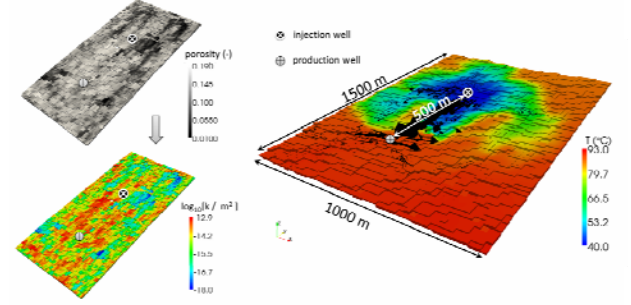 porosity (-)
0.190
0.145
0.100
0.0550
0.0100
log10(k / m²)
12.9
-14.2
-15.5
-16.7
-18.0
injection well
production well
1500 m
500 m
1000 m
T (°C)
93.0
79.7
66.5
53.2
40.0